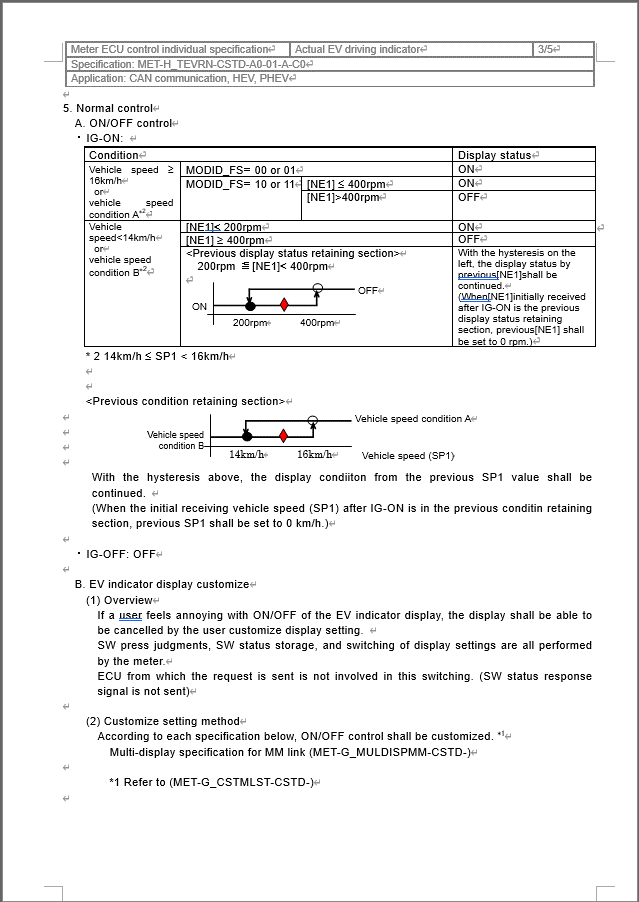 Meter ECU control individual specification Actual EV driving indicator 3/5
Specification: MET-H_TEVRN-CSTD-A0-01-A-C0
Application: CAN communication, HEV, PHEV
5. Normal control
A. ON/OFF control
・IG-ON:
Condition Display status
Vehicle speed ≥ 16km/h
or
vehicle speed condition A*2
MODID_FS= 00 or 01 ON
MODID_FS= 10 or 11 [NE1] ≤ 400rpm ON
[NE1]>400rpm OFF
Vehicle speed<14km/h
or
vehicle speed condition B*2
[NE1]< 200rpm ON
[NE1] ≥ 400rpm OFF
<Previous display status retaining section>
200rpm ≦[NE1]< 400rpm
OFF
ON
200rpm 400rpm
With the hysteresis on the
left, the display status by
previous[NE1]shall be
continued.
(When[NE1]initially received
after IG-ON is the previous
display status retaining
section, previous[NE1] shall
be set to 0 rpm.)
* 2 14km/h ≤ SP1 < 16km/h
<Previous condition retaining section>
Vehicle speed condition A
Vehicle speed
condition B
14km/h 16km/h Vehicle speed (SP1)
With the hysteresis above, the display condiiton from the previous SP1 value shall be
continued.
(When the initial receiving vehicle speed (SP1) after IG-ON is in the previous conditin retaining
section, previous SP1 shall be set to 0 km/h.)
・IG-OFF: OFF
B. EV indicator display customize
(1) Overview
If a user feels annoying with ON/OFF of the EV indicator display, the display shall be able to
be cancelled by the user customize display setting.
SW press judgments, SW status storage, and switching of display settings are all performed
by the meter.
ECU from which the request is sent is not involved in this switching. (SW status response
signal is not sent)
(2) Customize setting method
According to each specification below, ON/OFF control shall be customized. *1
Multi-display specification for MM link (MET-G_MULDISPMM-CSTD-)
*1 Refer to (MET-G_CSTMLST-CSTD-)